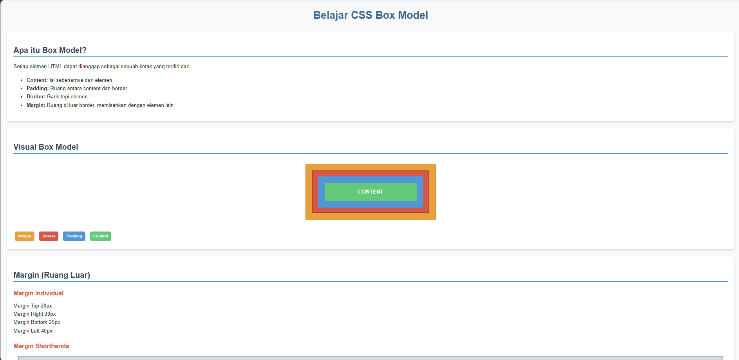 Belajar CSS Box Model
Apa itu Box Model?
Setiap elemen HTML dapat dianggap sebagai sebuah kotak yang terdiri dari:
Content: Isi sebenarnya dari elemen
Padding: Ruang antara content dan border
Border: Garis tepi elemen
Margin: Ruang di luar border, memisahkan dengan elemen lain
Visual Box Model
CONTENT
Margin Border Padding Content
Margin (Ruang Luar)
Margin Individual
Margin Top 20px
Margin Right 30px
Margin Bottom 25px
Margin Left 40px
Margin Shorthands